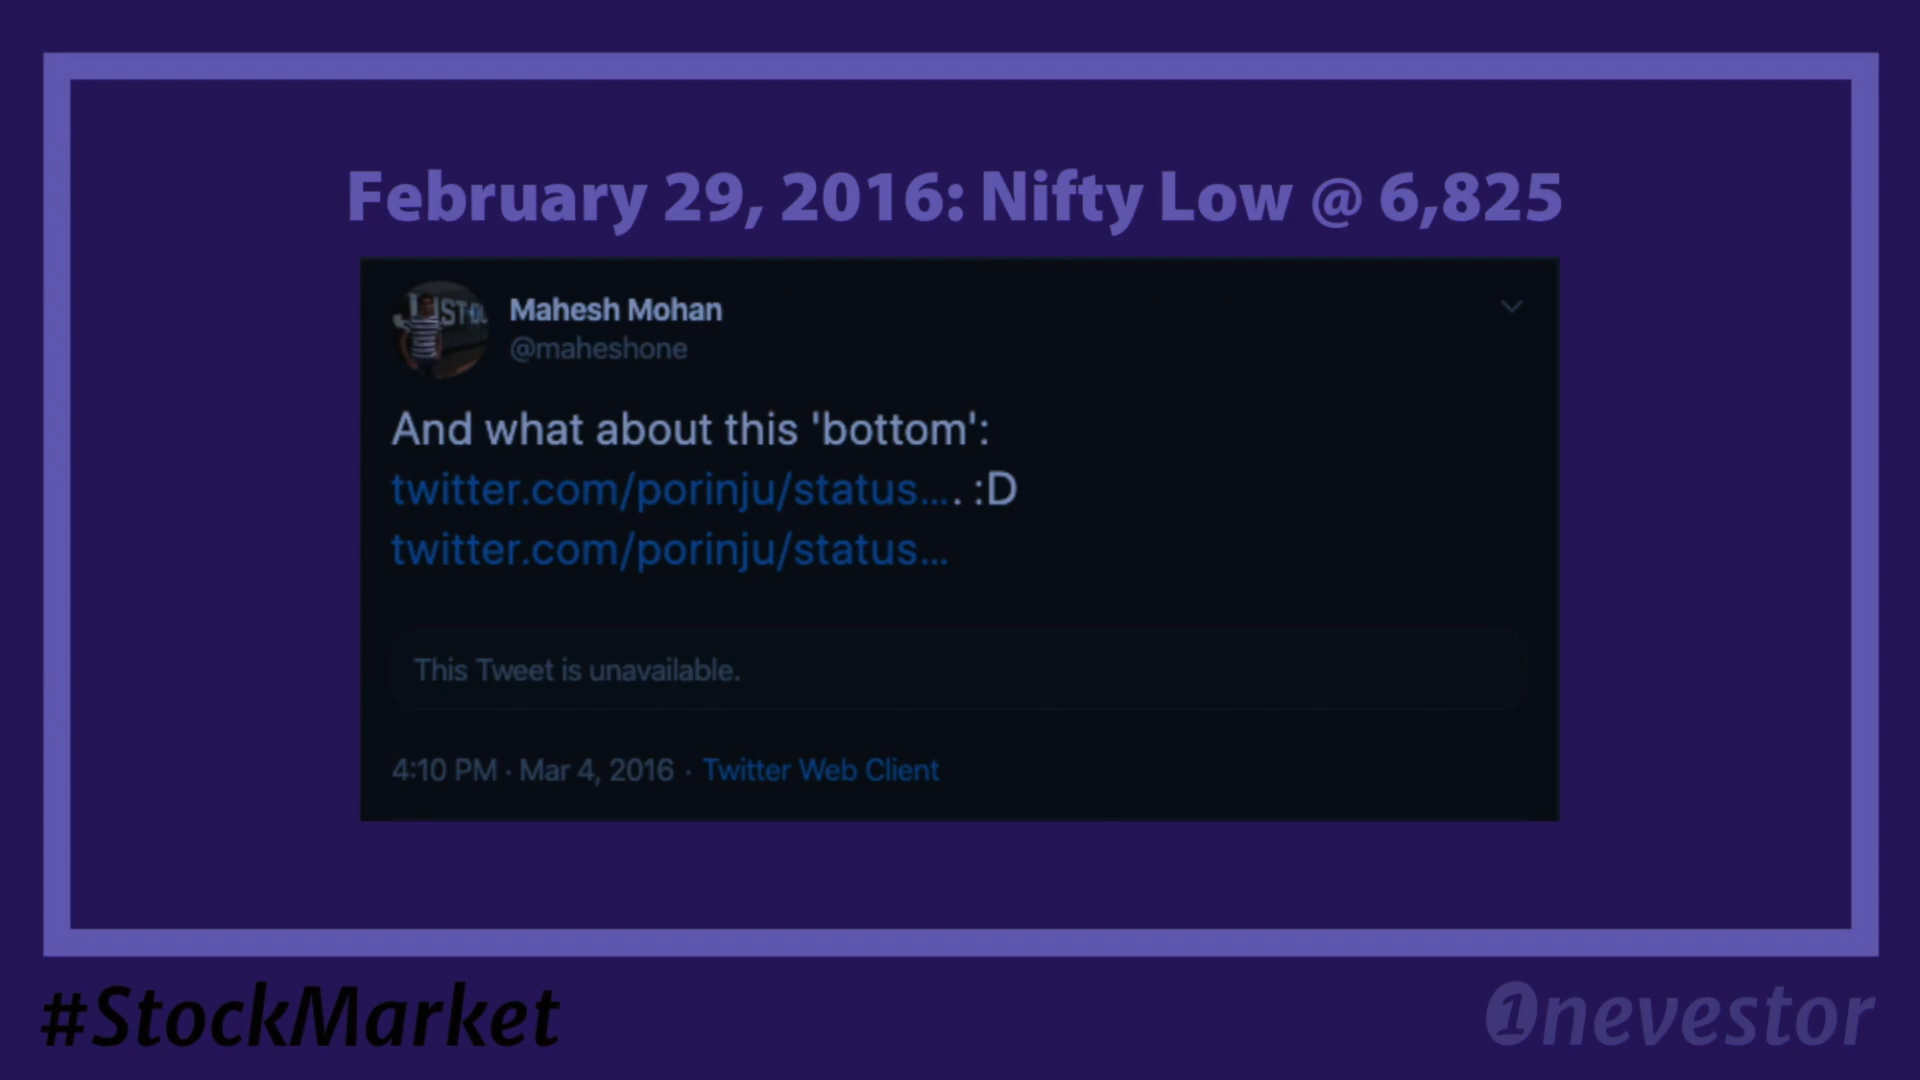 February 29, 2016: Nifty Low @ 6,825
Mahesh Mohan
@maheshone
And what about this 'bottom':
twitter.com/porinju/status.... :D
twitter.com/porinju/status...
This Tweet is unavailable.
4:10 PM · Mar 4, 2016 · Twitter Web Client
#StockMarket
1nevestor